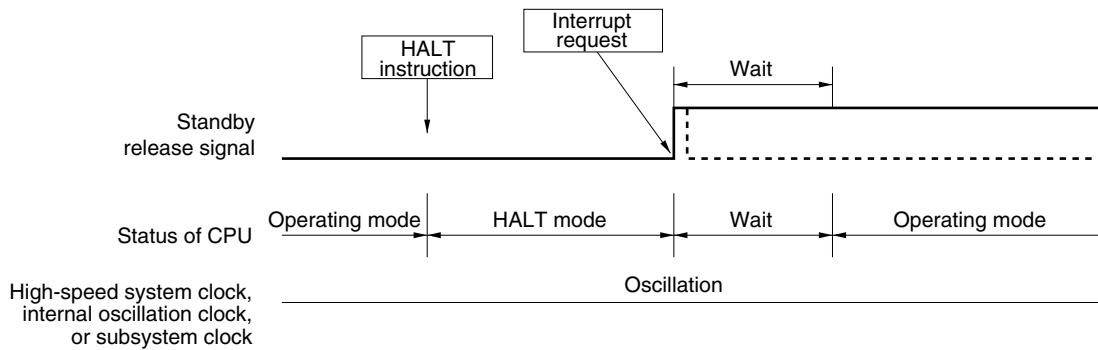 Interrupt
request
HALT
instruction
Wait
Standby
release signal
Operating mode
HALT mode
Wait
Operating mode
Status of CPU
Oscillation
High-speed system clock,
internal oscillation clock,
or subsystem clock